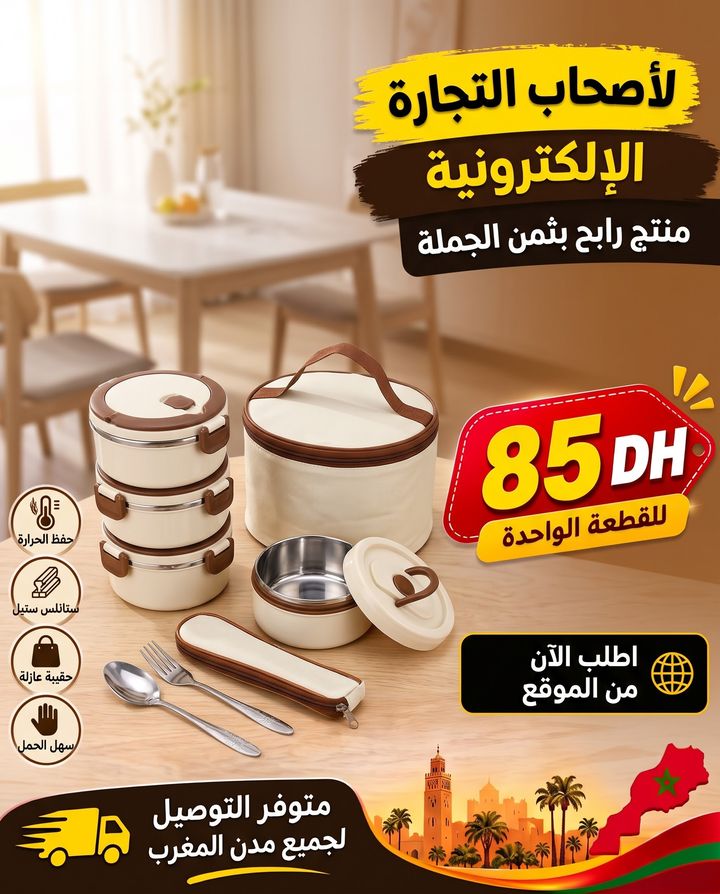 لأصحاب التجارة
الإلكترونية
منتج رابح بثمن الجملة
85 DH
للقطعة الواحدة
حفظ الحرارة
ستانلس ستيل
حقيبة عازلة
سهل الحمل
اطلب الآن
من الموقع
متوفر التوصيل
لجميع مدن المغرب